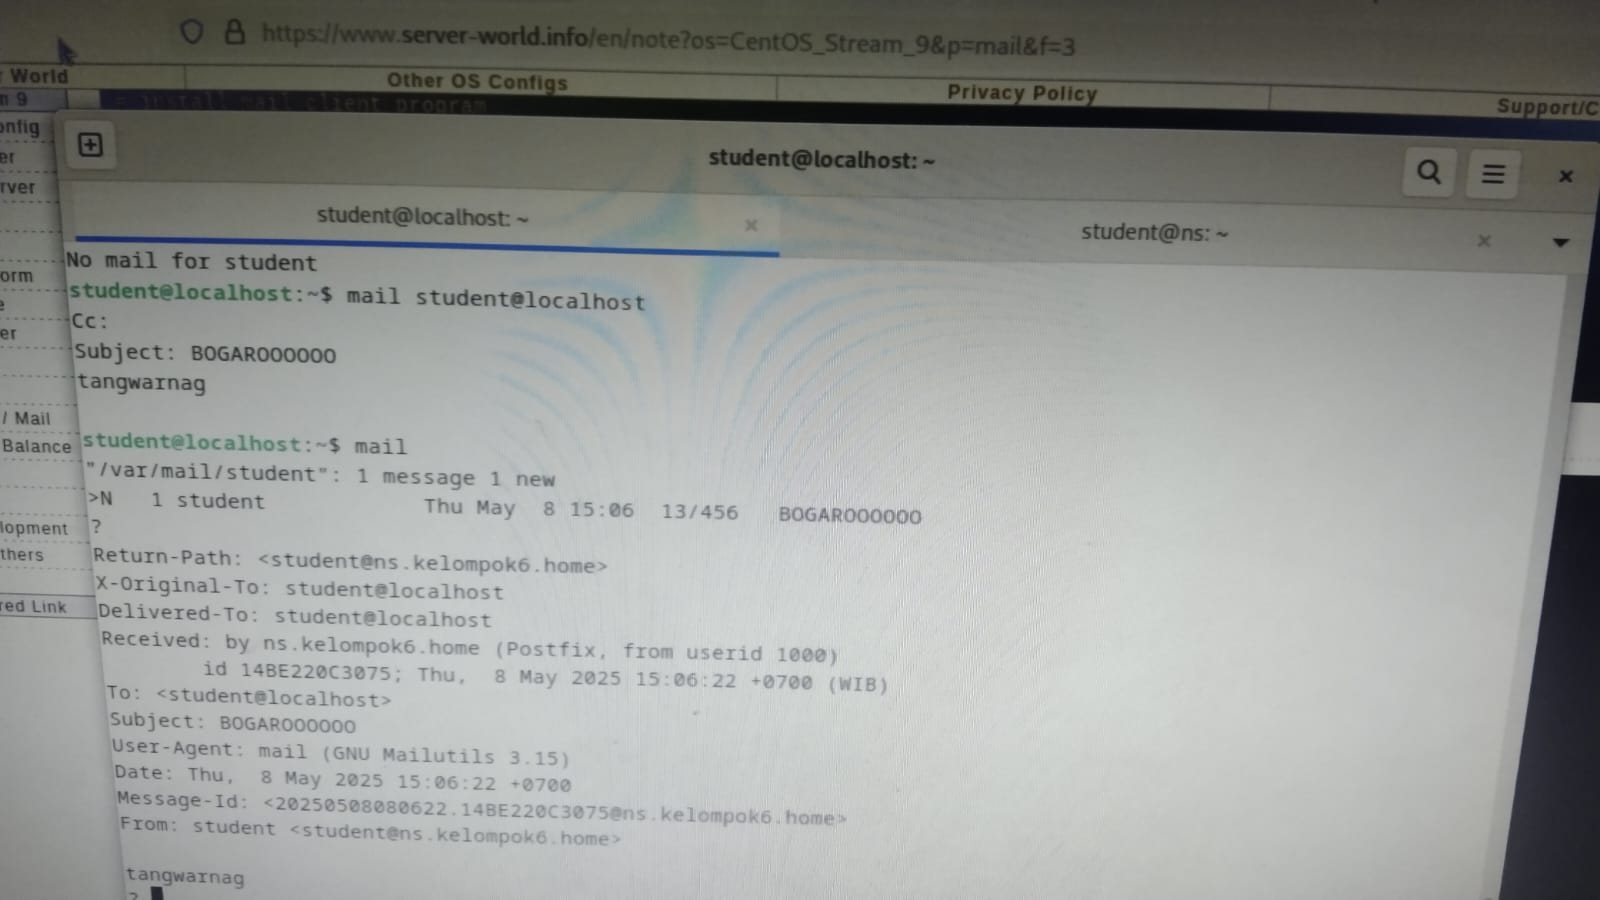 https://www.server-world.info/en/note?os=CentOS_Stream_9&p=mail&f=3
World
Other OS Configs
Privacy Policy
Support/C
n 9
= install mail client program
onfig
er
rver
orm
e
er
/ Mail
Balance
lopment
thers
red Link
student@localhost: ~
student@localhost: ~
student@ns: ~
No mail for student
student@localhost:~$ mail student@localhost
Cc:
Subject: BOGAROOOOOO
tangwarnag
student@localhost:~$ mail
"/var/mail/student": 1 message 1 new
>N   1 student            Thu May  8 15:06  13/456   BOGAROOOOOO
?
Return-Path: <student@ns.kelompok6.home>
X-Original-To: student@localhost
Delivered-To: student@localhost
Received: by ns.kelompok6.home (Postfix, from userid 1000)
id 14BE220C3075; Thu,  8 May 2025 15:06:22 +0700 (WIB)
To: <student@localhost>
Subject: BOGAROOOOOO
User-Agent: mail (GNU Mailutils 3.15)
Date: Thu,  8 May 2025 15:06:22 +0700
Message-Id: <20250508080622.14BE220C3075@ns.kelompok6.home>
From: student <student@ns.kelompok6.home>
tangwarnag
?